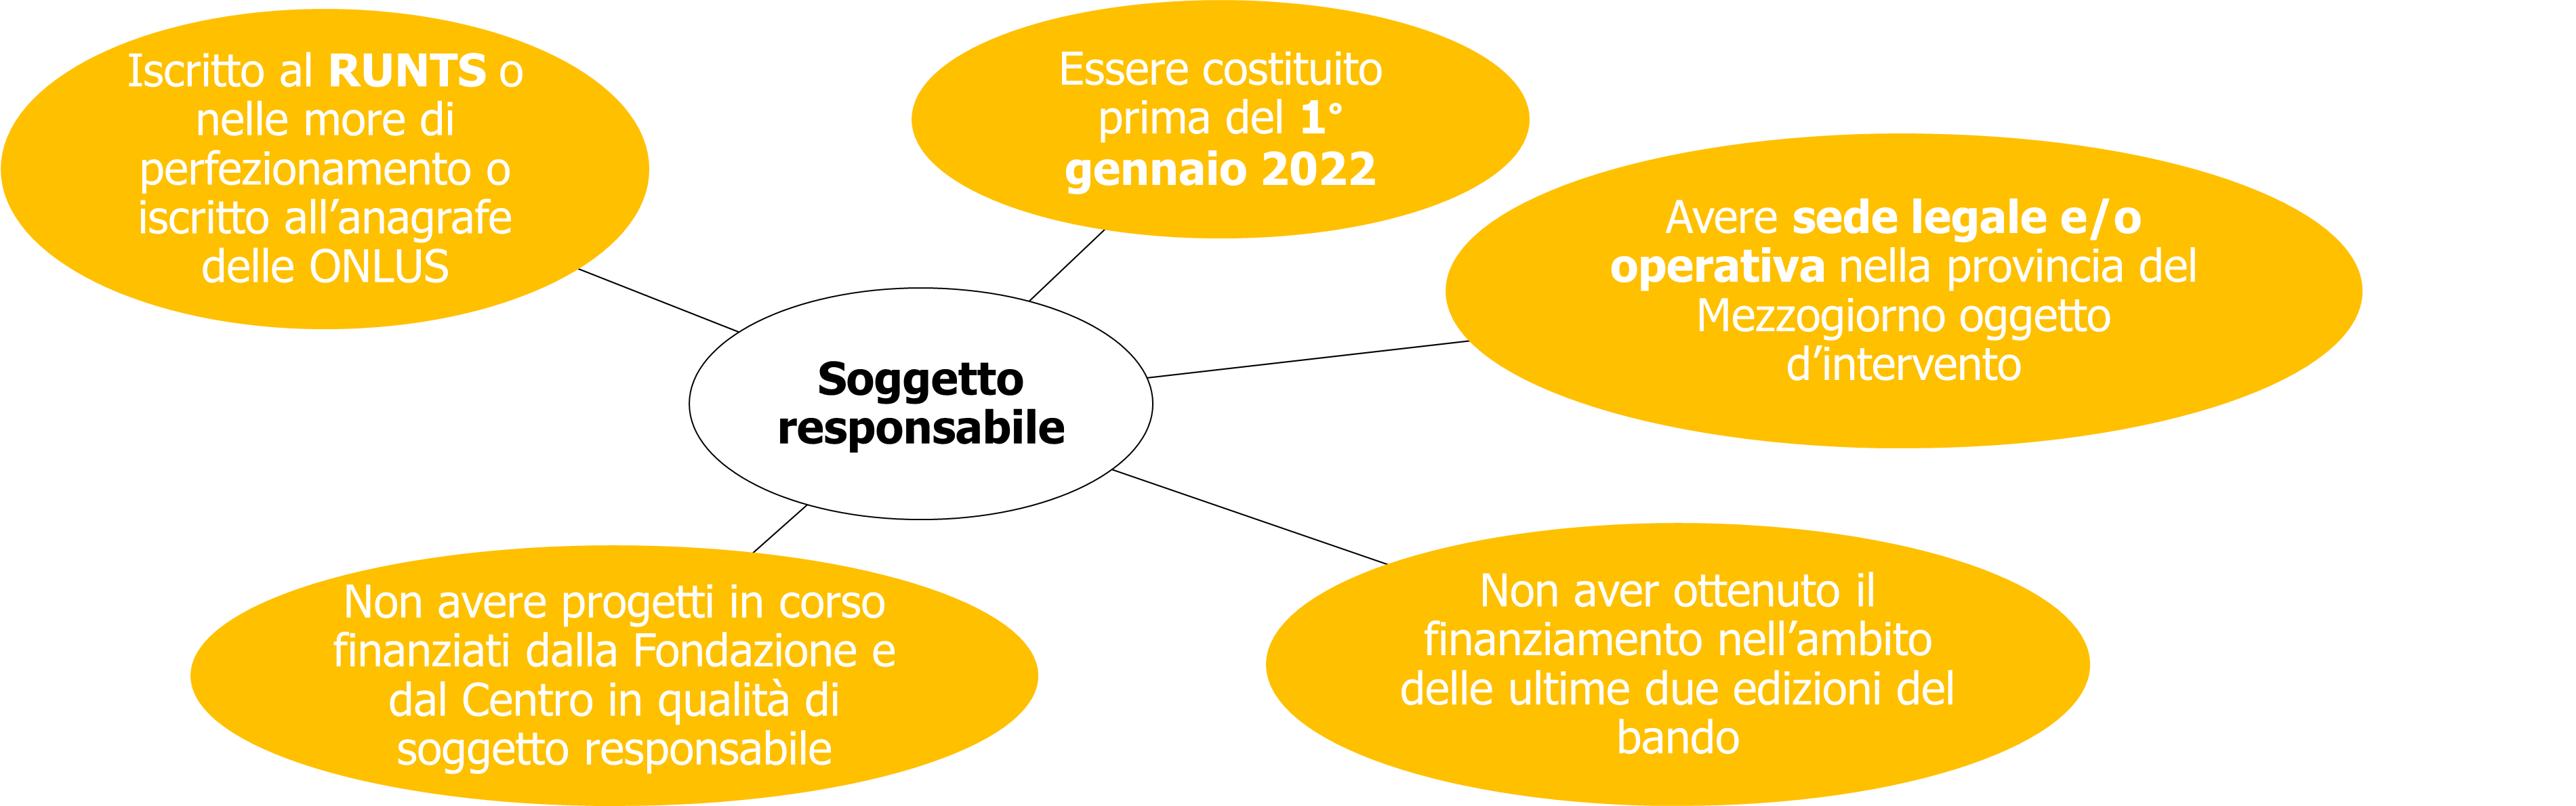 Iscritto al RUNTS o
nelle more di
perfezionamento o
iscritto all’anagrafe
delle ONLUS
Essere costituito
prima del 1°
gennaio 2022
Avere sede legale e/o
operativa nella provincia del
Mezzogiorno oggetto
d’intervento
Soggetto
responsabile
Non avere progetti in corso
finanziati dalla Fondazione e
dal Centro in qualità di
soggetto responsabile
Non aver ottenuto il
finanziamento nell’ambito
delle ultime due edizioni del
bando